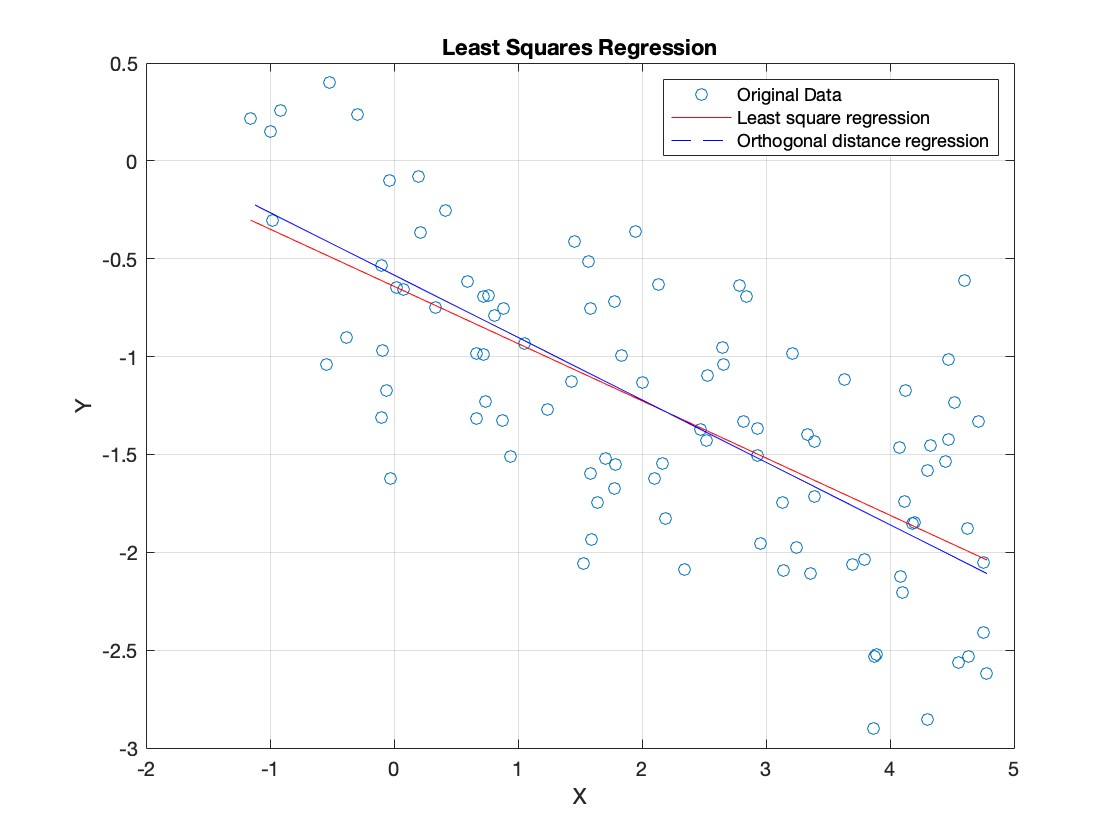 Least Squares Regression
Original Data
Least square regression
Orthogonal distance regression
0.5
0
-0.5
-1
-1.5
-2
-2.5
-3
Y
-2 -1 0 1 2 3 4 5
X